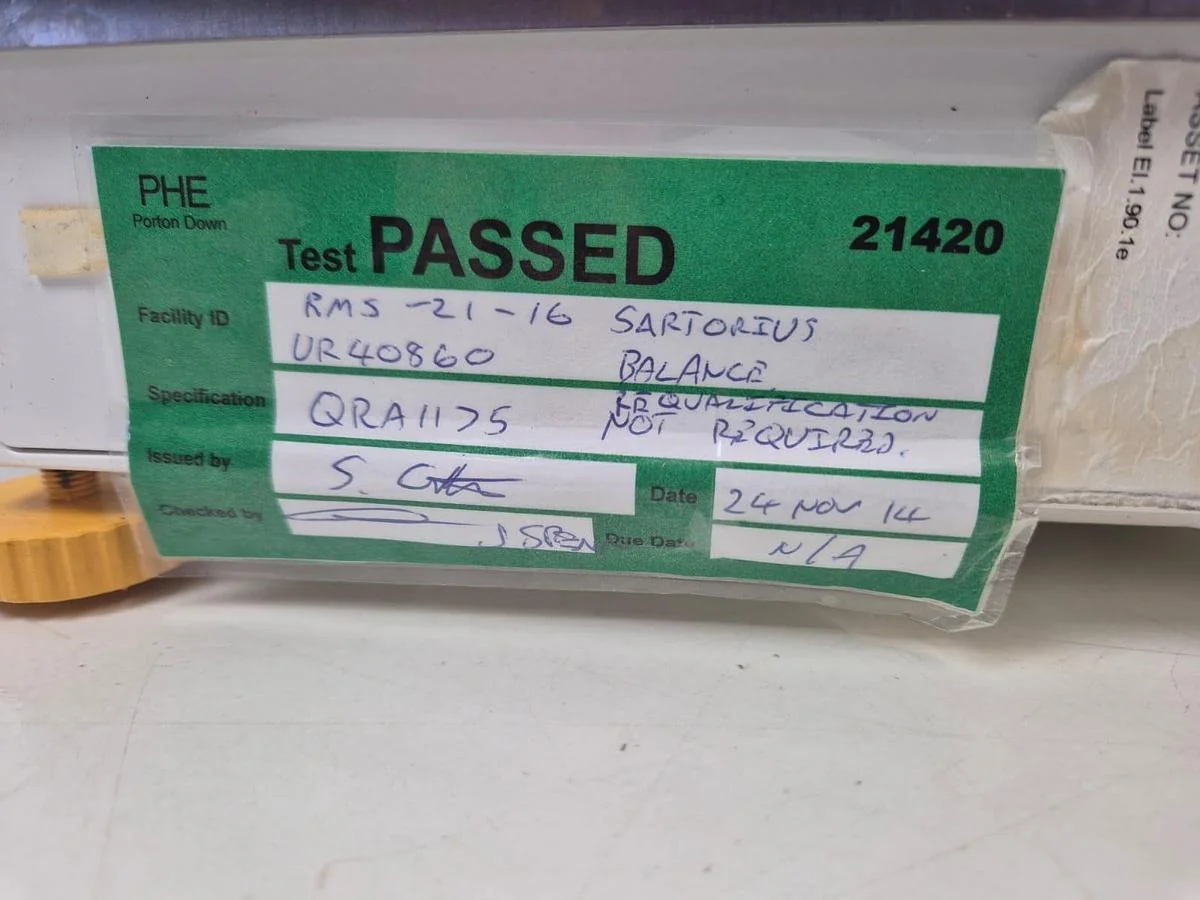 PHE
Porton Down
Test PASSED
21420
Facility ID
RMS -21-16 SARTORIUS
UR40860 BALANCE
Specification
QRA1175 REQUALIFICATION
NOT REQUIRED.
Issued by
S.
Date
24 NOV 14
Checked by
J SPEN
Due Date
N/A
ASSET NO:
Label EI.1.90.1e